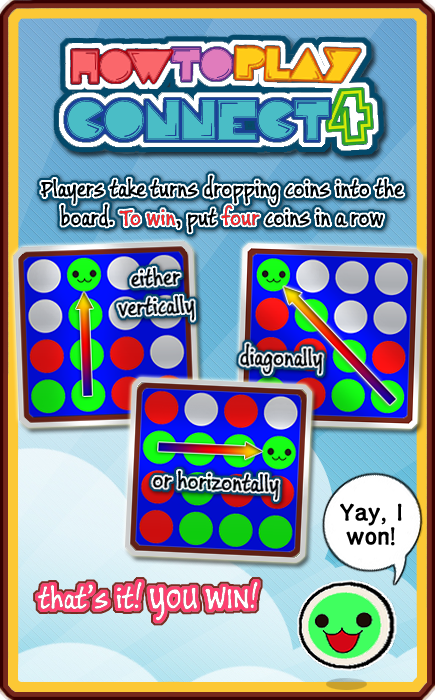 HOW TO PLAY
CONNECT 4
Players take turns dropping coins into the
board. To win, put four coins in a row
either
vertically
diagonally
or horizontally
Yay, I
won!
that's it! YOU WIN!